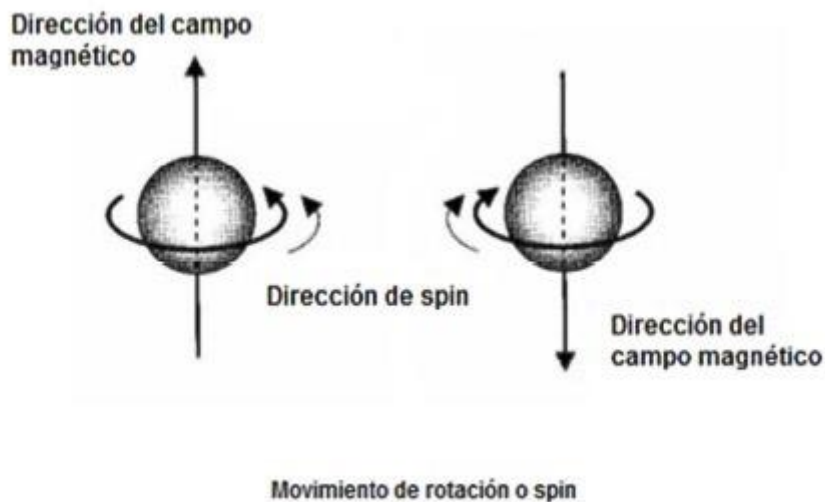 Dirección del campo
magnético
Dirección de spin
Dirección del
campo magnético
Movimiento de rotación o spin